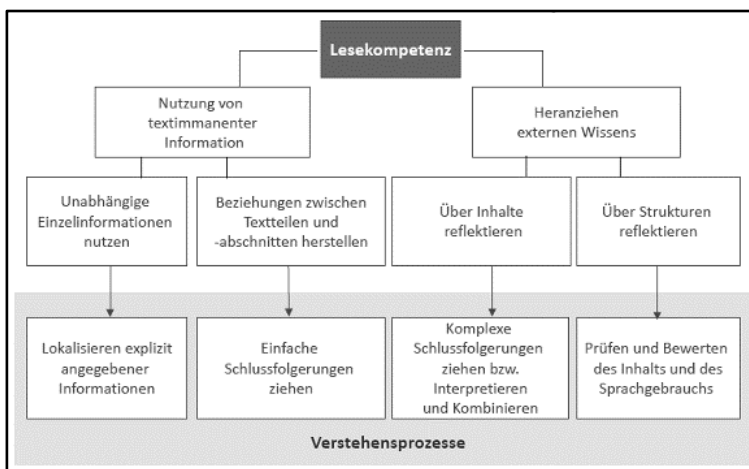 Lesekompetenz
Nutzung von
textimmanenter
Information
Heranziehen
externen Wissens
Unabhängige
Einzelinformationen
nutzen
Beziehungen zwischen
Textteilen und
-abschnitten herstellen
Über Inhalte
reflektieren
Über Strukturen
reflektieren
Lokalisieren explizit
angegebener
Informationen
Einfache
Schlussfolgerungen
ziehen
Komplexe
Schlussfolgerungen
ziehen bzw.
Interpretieren
und Kombinieren
Prüfen und Bewerten
des Inhalts und des
Sprachgebrauchs
Verstehensprozesse